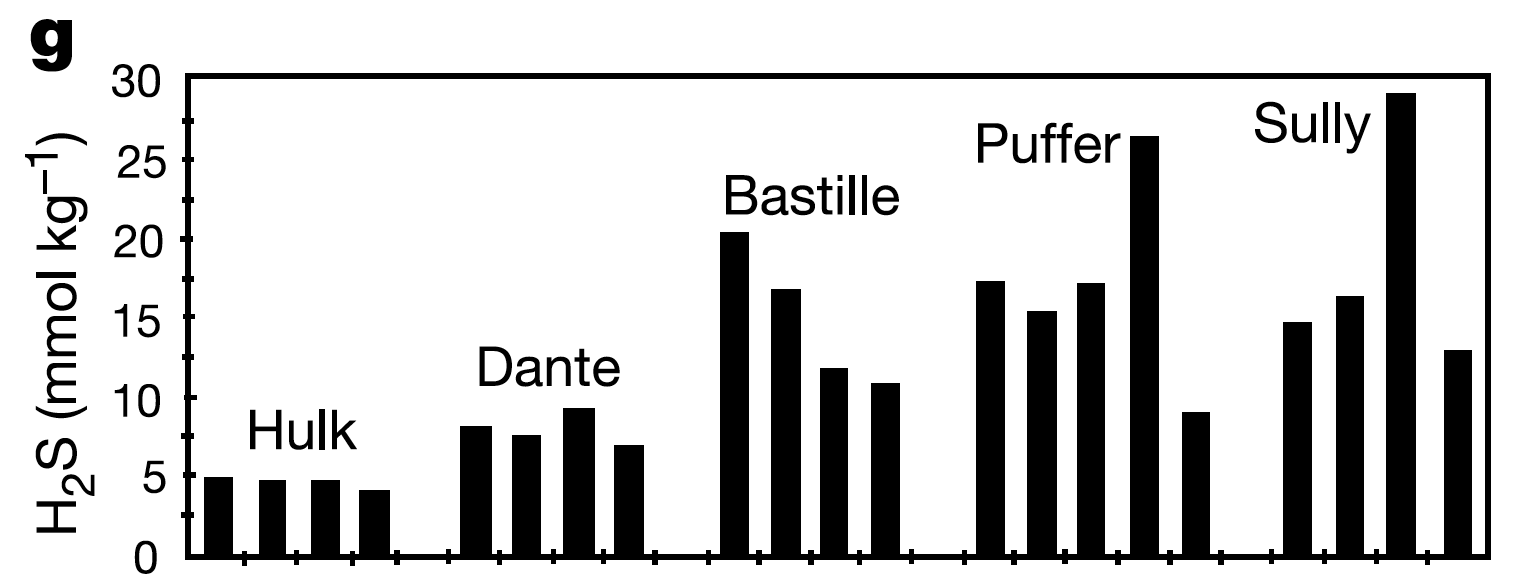 g
30
25
20
15
10
5
0
H₂S (mmol kg⁻¹)
Hulk
Dante
Bastille
Puffer
Sully